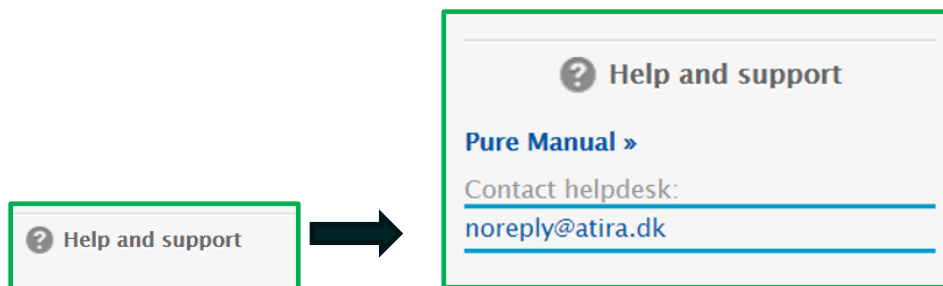 Help and support
Help and support
Pure Manual »
Contact helpdesk:
noreply@atira.dk